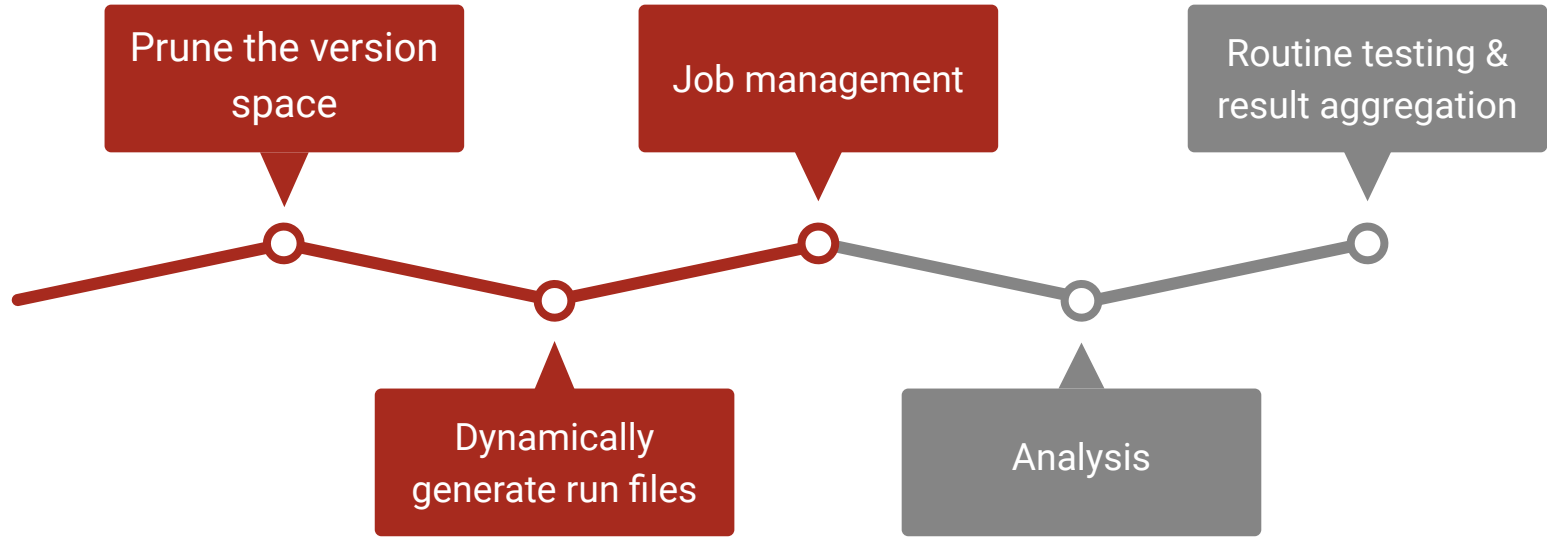 Prune the version
space
Dynamically
generate run files
Job management
Analysis
Routine testing &
result aggregation